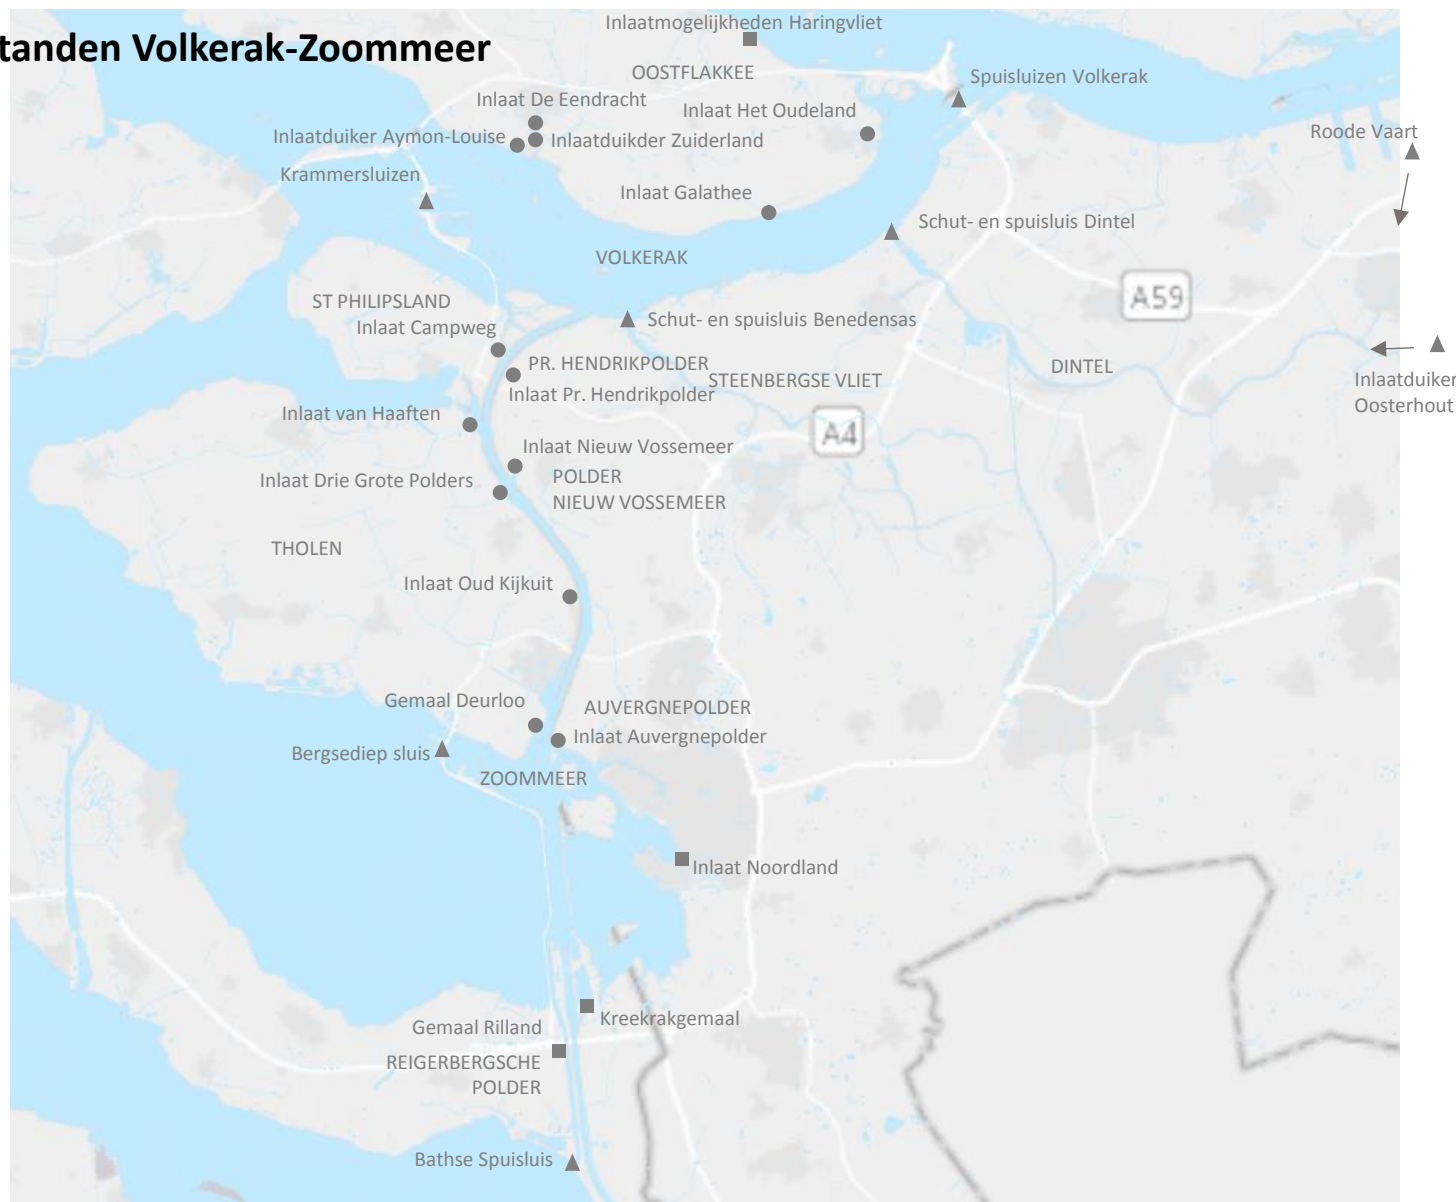 Inlaatmogelijkheden Haringvliet
tanden Volkerak-Zoommeer
OOSTFLAKKEE
Spuisluizen Volkerak
Inlaat De Eendracht
Inlaat Het Oudeland
Roode Vaart
Inlaatduiker Aymon-Louise
Inlaatduikder Zuiderland
Krammersluizen
Inlaat Galathee
Schut- en spuisluis Dintel
VOLKERAK
A59
ST PHILIPSLAND
Inlaat Campweg
Schut- en spuisluis Benedensas
PR. HENDRIKPOLDER
Inlaat Pr. Hendrikpolder
STEENBERGSE VLIET
DINTEL
Inlaatduiker
Oosterhout
Inlaat van Haaften
A4
Inlaat Nieuw Vossemeer
Inlaat Drie Grote Polders
POLDER
NIEUW VOSSEMEER
THOLEN
Inlaat Oud Kijkuit
Gemaal Deurloo
AUVERGNEPOLDER
Inlaat Auvergnepolder
Bergsediep sluis
ZOOMMEER
Inlaat Noordland
Kreekrakgemaal
Gemaal Rilland
REIGERBERGSCHE
POLDER
Bathse Spuisluis